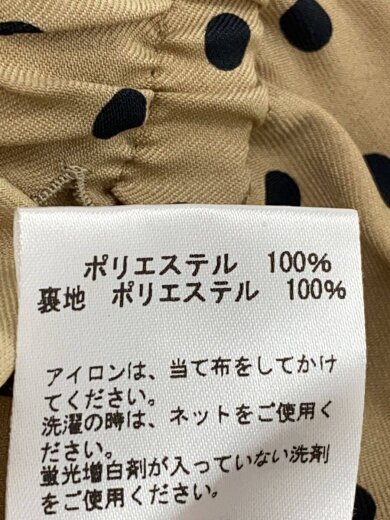 ポリエステル 100%
裏地 ポリエステル 100%
アイロンは、当て布をしてかけ
てください。
洗濯の時は、ネットをご使用く
ださい。
蛍光増白剤が入っていない洗剤
をご使用ください。